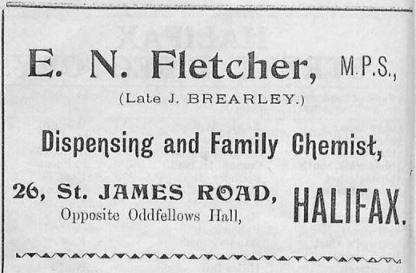 E. N. Fletcher, M.P.S.,
(Late J. BREARLEY.)
Dispensing and Family Chemist,
26, St. JAMES ROAD,
Opposite Oddfellows Hall,
HALIFAX.